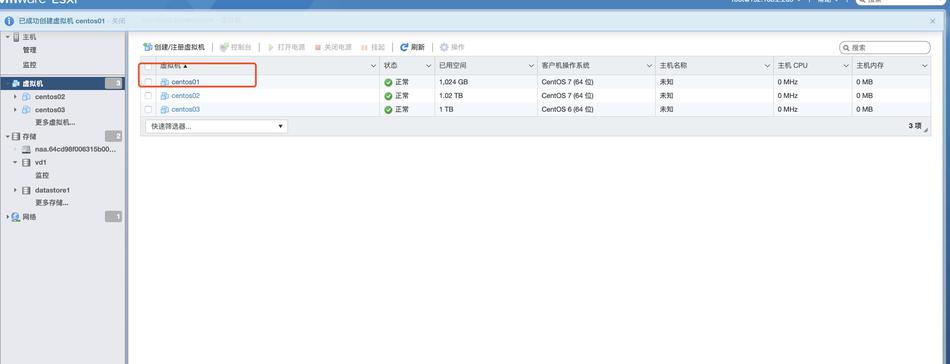 vmware ESXi
搜索
已成功创建虚拟机 centos01 - 关闭
主机
管理
监控
虚拟机 3
centos02
centos03
更多虚拟机...
存储 2
naa.64cd98f006315b00...
vd1
监控
datastore1
更多存储...
网络 1
创建/注册虚拟机 控制台 打开电源 关闭电源 挂起 刷新 操作 搜索
虚拟机 状态 已用空间 客户机操作系统 主机名称 主机 CPU 主机内存
centos01 正常 1,024 GB CentOS 7 (64 位) 未知 0 MHz 0 MB
centos02 正常 1.02 TB CentOS 7 (64 位) 未知 0 MHz 0 MB
centos03 正常 1 TB CentOS 6 (64 位) 未知 0 MHz 0 MB
快速筛选器... 3 项